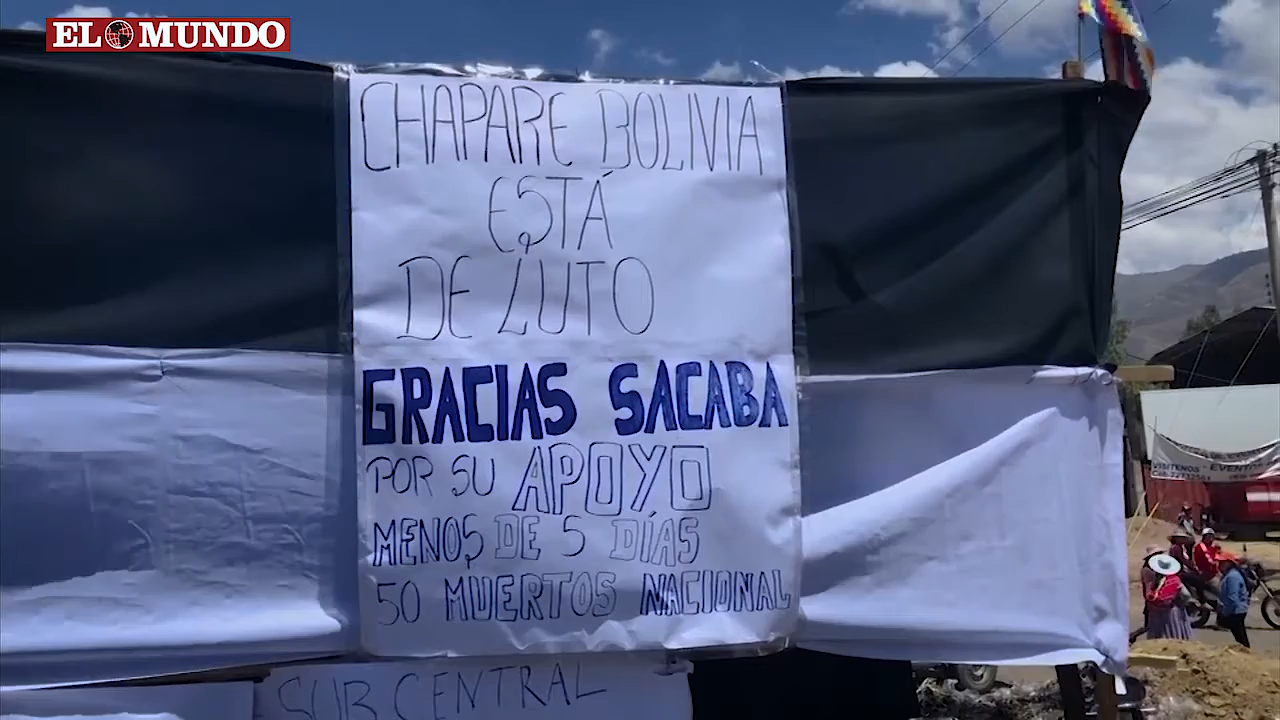 EL MUNDO
CHAPARE BOLIVIA
ESTÁ
DE LUTO
GRACIAS SACABA
POR SU APOYO
MENOS DE 5 DÍAS
50 MUERTOS NACIONAL
SUB CENTRAL
VISITENOS - EVENTOS